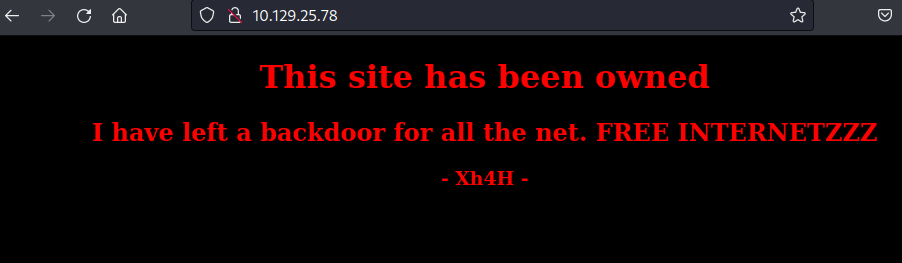 10.129.25.78
This site has been owned
I have left a backdoor for all the net. FREE INTERNETZZZ
- Xh4H -